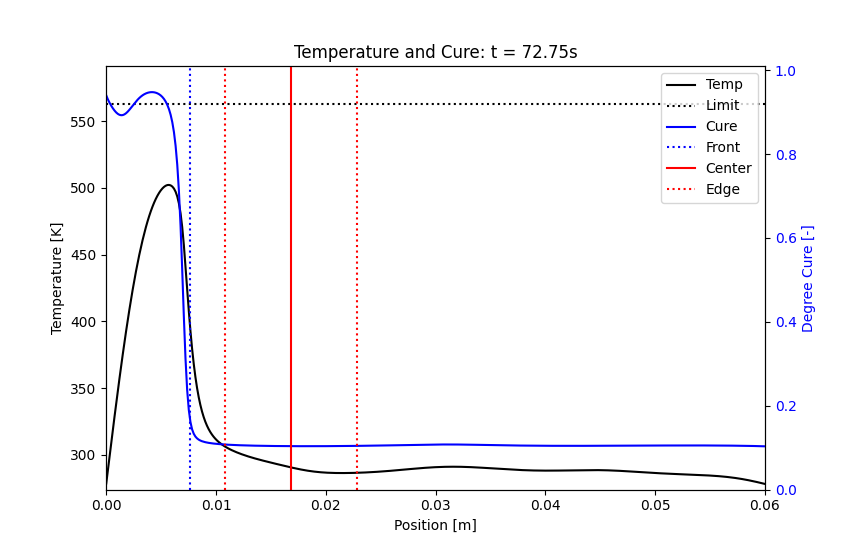 Temperature and Cure: t = 72.75s
Temperature [K]
550
500
450
400
350
300
1.0
0.8
0.6
0.4
0.2
0.0
Degree Cure [-]
Temp
Limit
Cure
Front
Center
Edge
0.00 0.01 0.02 0.03 0.04 0.05 0.06
Position [m]